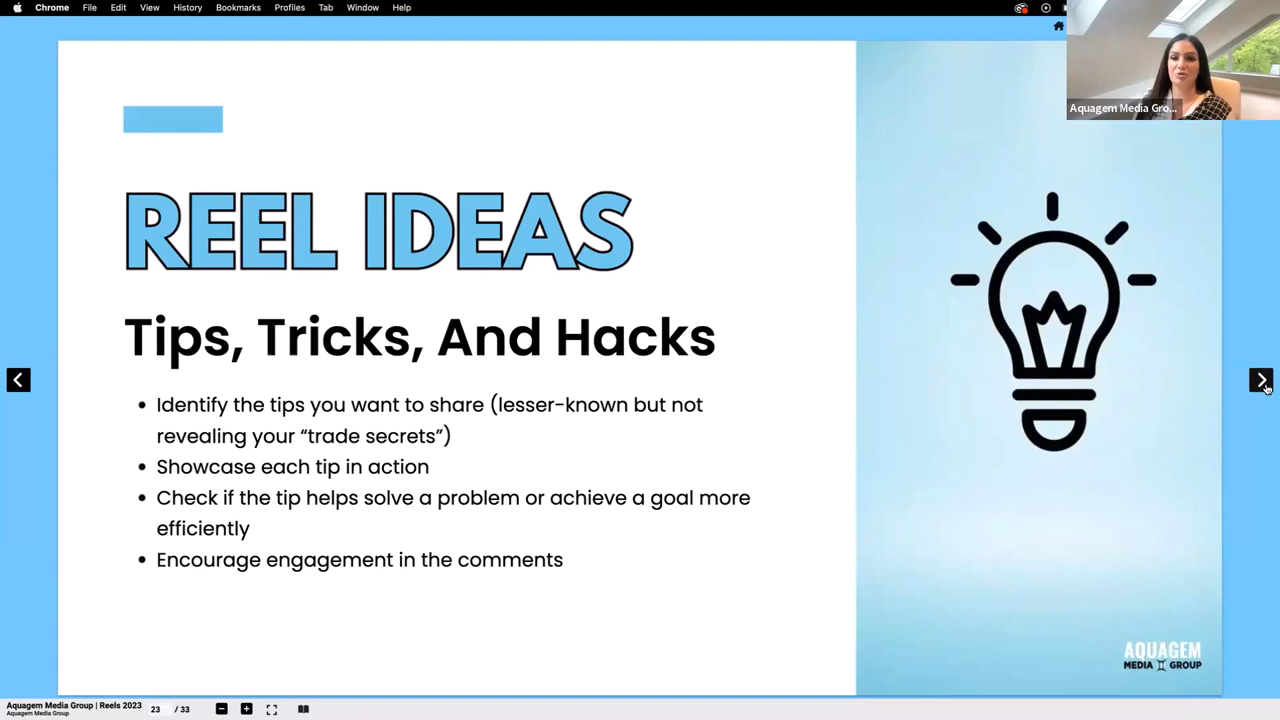 Chrome File Edit View History Bookmarks Profiles Tab Window Help
Aquagem Media Gro...
REEL IDEAS
Tips, Tricks, And Hacks
• Identify the tips you want to share (lesser-known but not
revealing your “trade secrets”)
• Showcase each tip in action
• Check if the tip helps solve a problem or achieve a goal more
efficiently
• Encourage engagement in the comments
AQUAGEM
MEDIA GROUP
Aquagem Media Group | Reels 2023
Aquagem Media Group
23 / 33